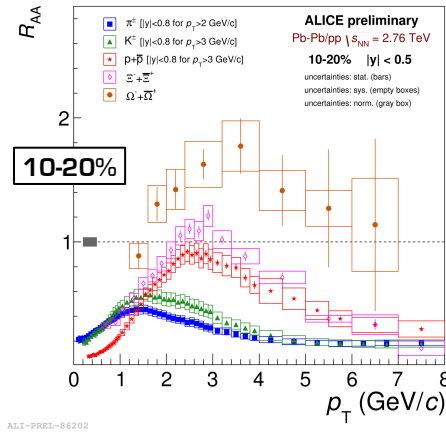 R_AA
π± [|y|<0.8 for p_T>2 GeV/c]
K± [|y|<0.8 for p_T>3 GeV/c]
p+p̅ [|y|<0.8 for p_T>3 GeV/c]
Ξ⁻+Ξ̅⁺
Ω⁻+Ω̅⁺
ALICE preliminary
Pb-Pb/pp √s_NN = 2.76 TeV
10-20% |y| < 0.5
uncertainties: stat. (bars)
uncertainties: sys. (empty boxes)
uncertainties: norm. (gray box)
2
10-20%
1
0 1 2 3 4 5 6 7 8
p_T (GeV/c)
ALI-PREL-86202